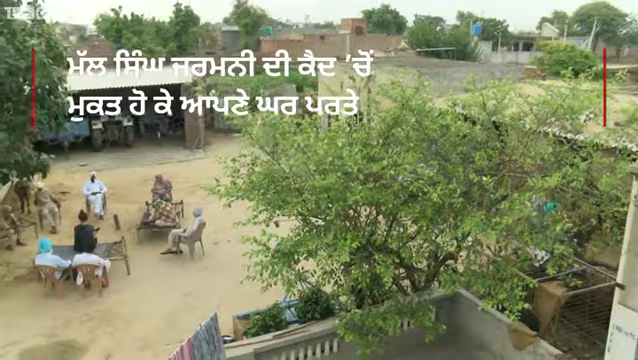 ਮੱਲ ਸਿੰਘ ਜਰਮਨੀ ਦੀ ਕੈਦ 'ਚੋਂ
ਮੁਕਤ ਹੋ ਕੇ ਆਪਣੇ ਘਰ ਪਰਤੇ